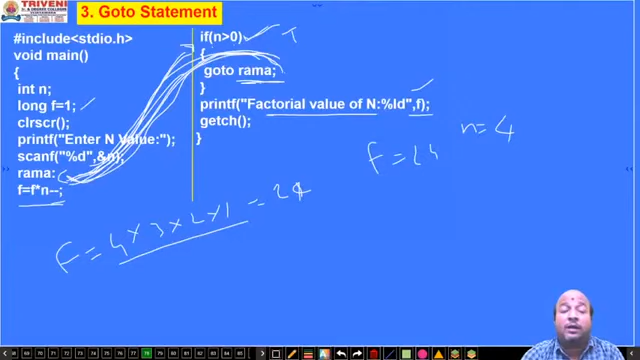 TRIVENI
3. Goto Statement
#include<stdio.h>
void main()
{
int n;
long f=1;
clrscr();
printf("Enter N Value:");
scanf("%d",&n);
rama:
f=f*n--;
if(n>0)
{
goto rama;
}
printf("Factorial value of N:%ld",f);
getch();
}
T
n=4
f=24
F=4×3×2×1=24